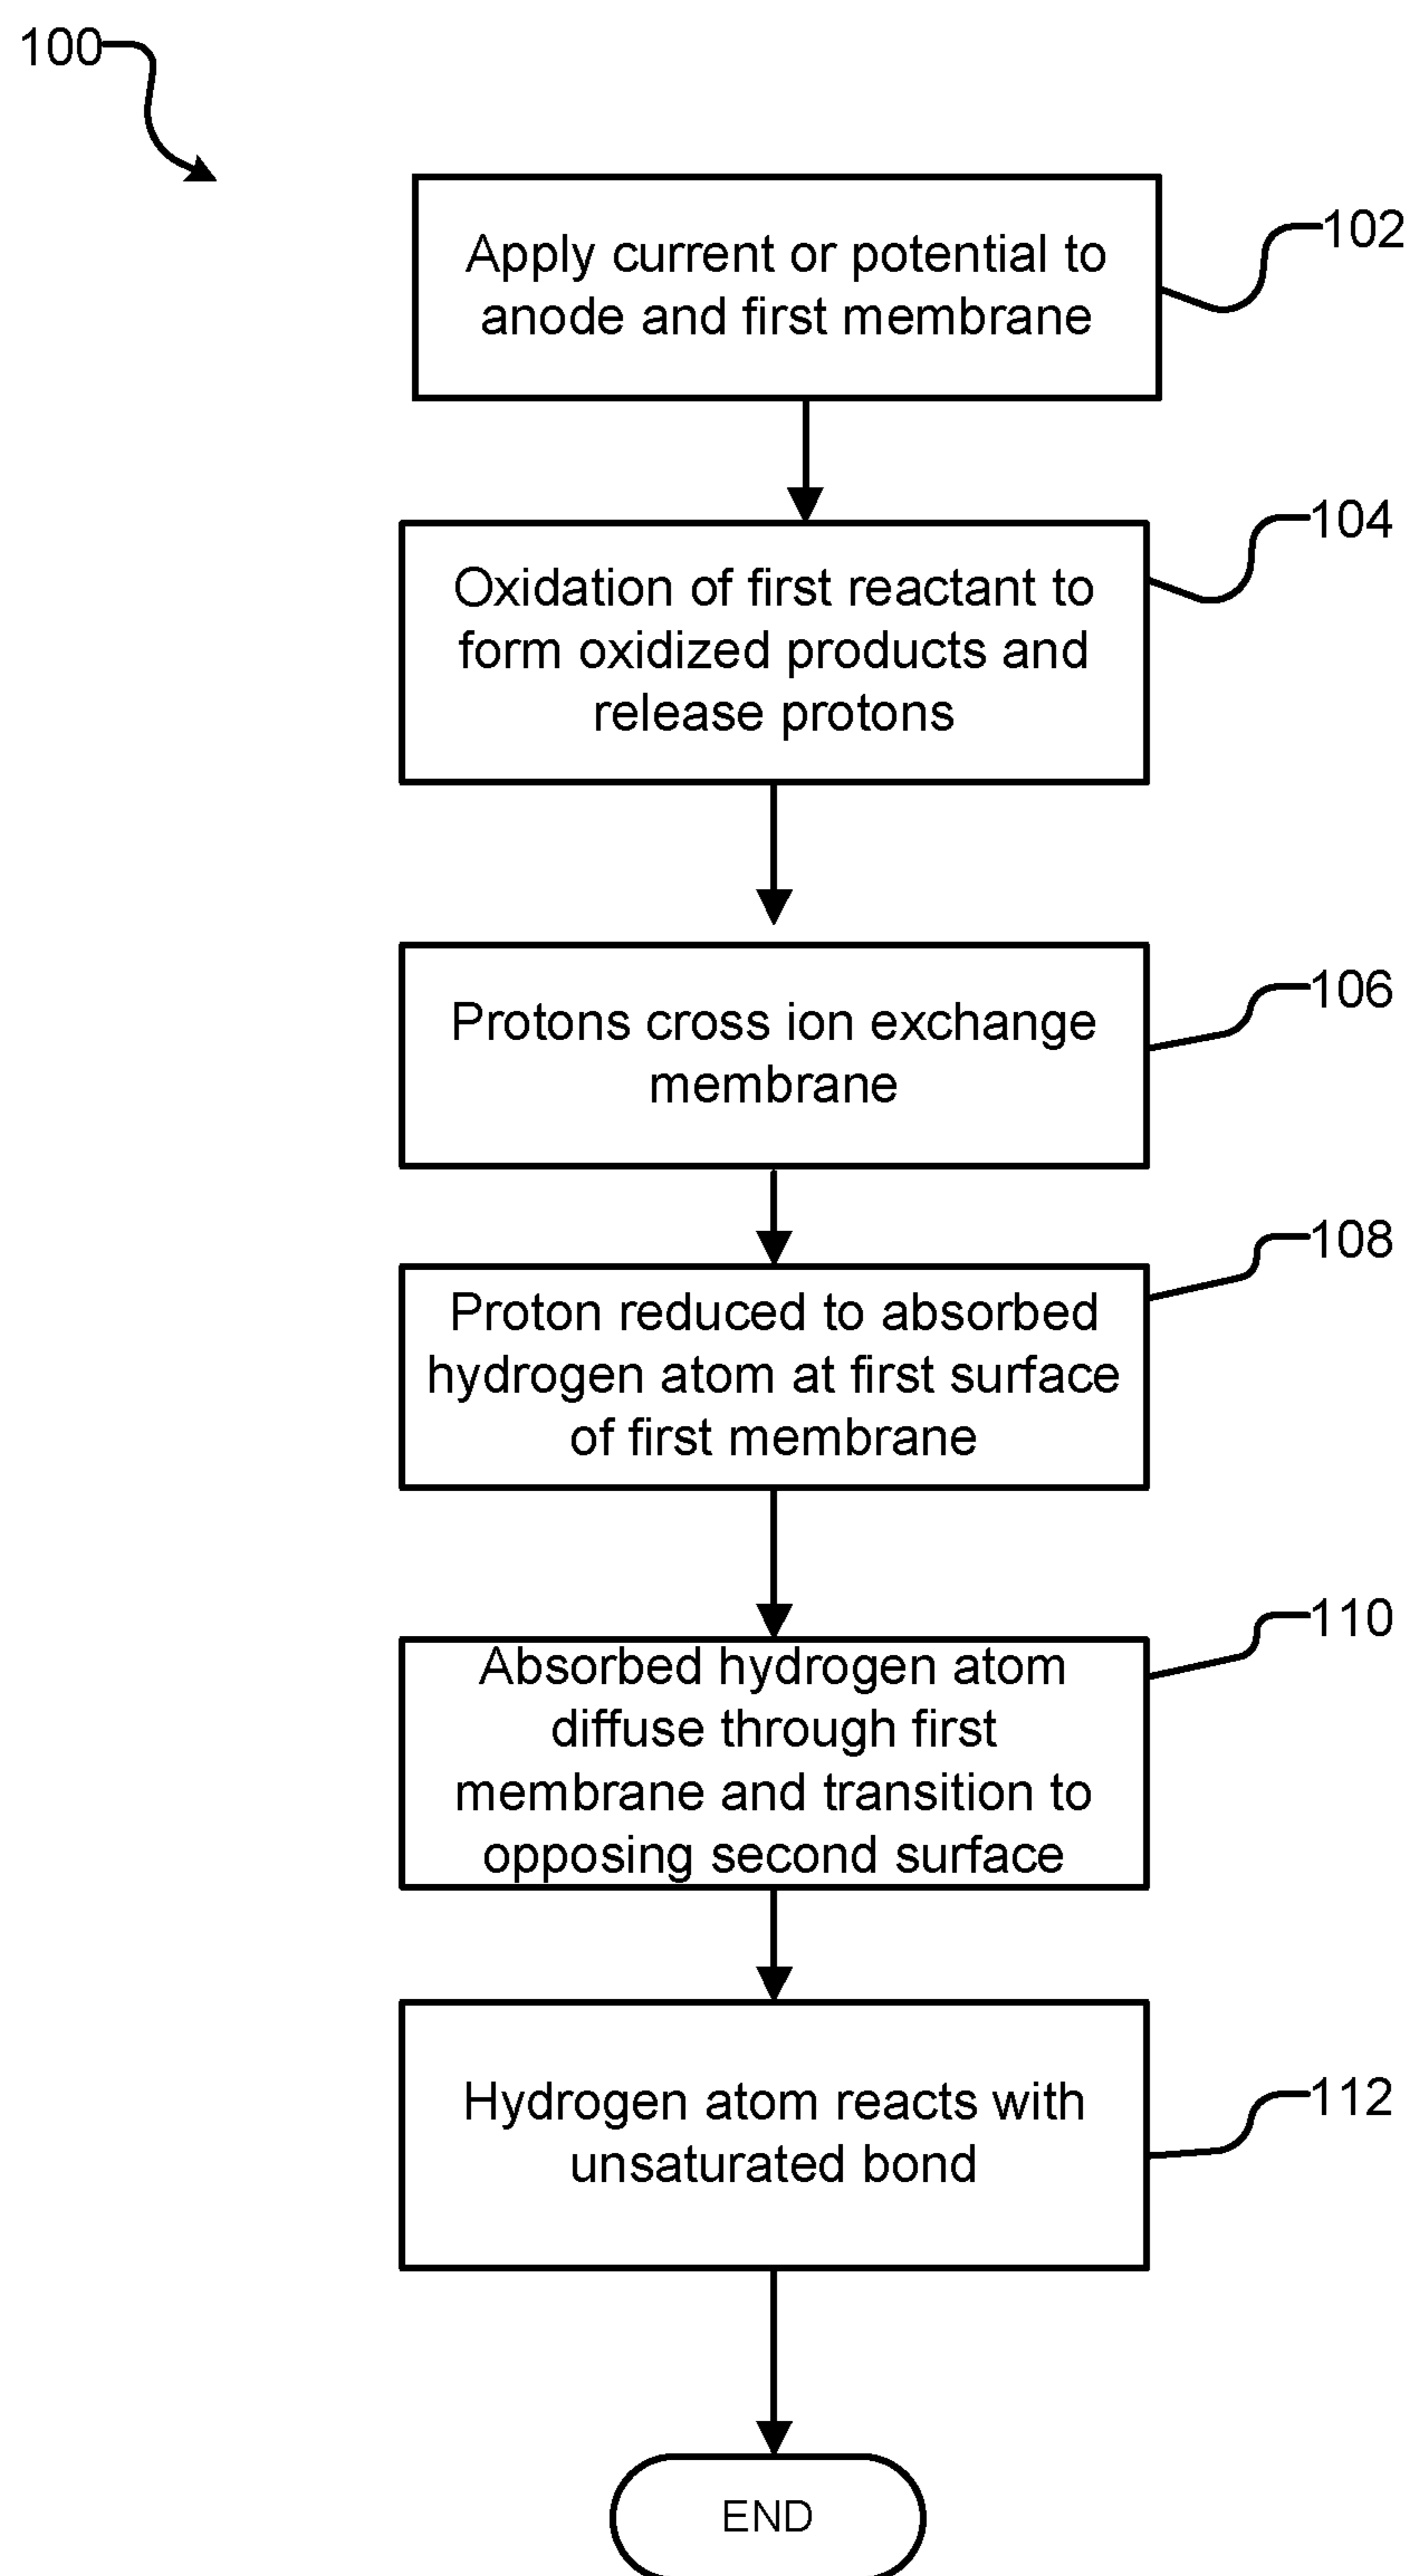 100
Apply current or potential to
anode and first membrane
102
Oxidation of first reactant to
form oxidized products and
release protons
104
Protons cross ion exchange
membrane
106
Proton reduced to absorbed
hydrogen atom at first surface
of first membrane
108
Absorbed hydrogen atom
diffuse through first
membrane and transition to
opposing second surface
110
Hydrogen atom reacts with
unsaturated bond
112
END